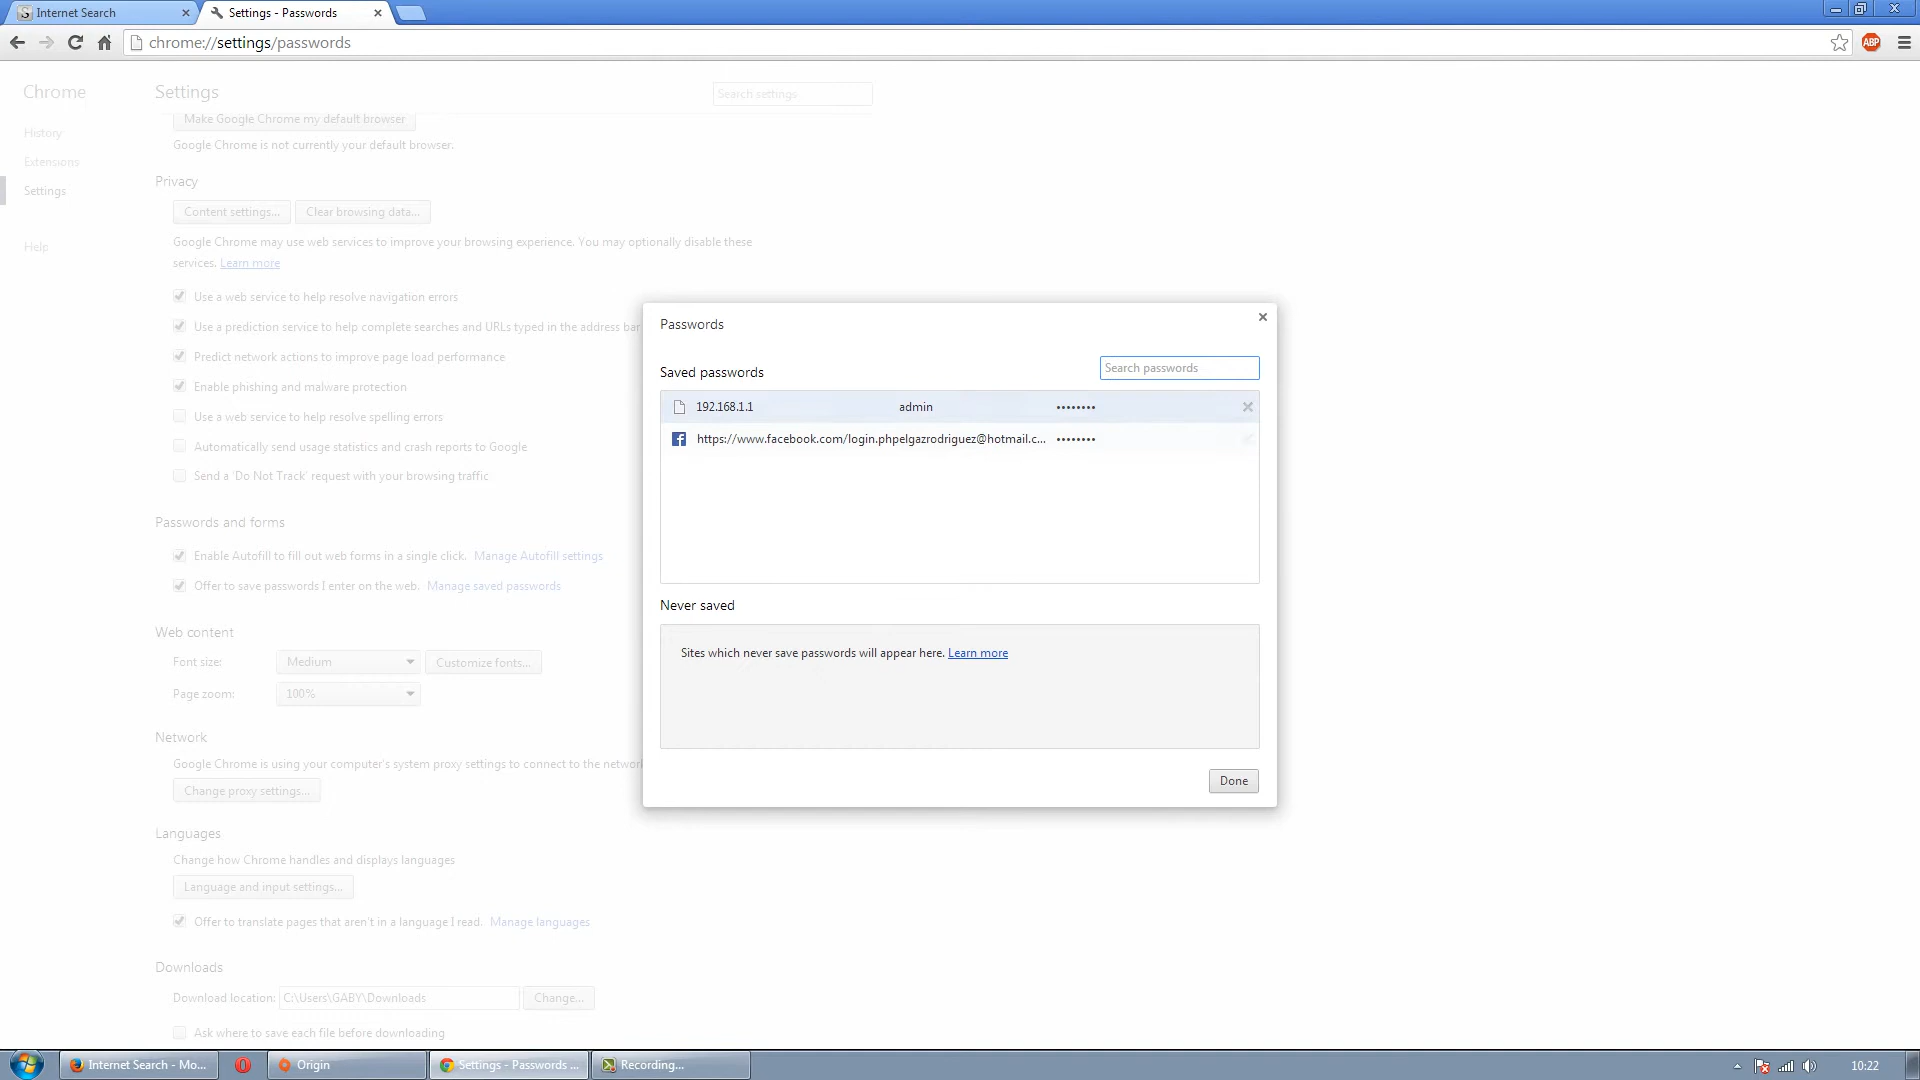 Internet Search
Settings - Passwords
chrome://settings/passwords
ABP
Chrome
Settings
Search settings
History
Extensions
Settings
Help
Make Google Chrome my default browser
Google Chrome is not currently your default browser.
Privacy
Content settings...
Clear browsing data...
Google Chrome may use web services to improve your browsing experience. You may optionally disable these
services. Learn more
Use a web service to help resolve navigation errors
Use a prediction service to help complete searches and URLs typed in the address bar
Predict network actions to improve page load performance
Enable phishing and malware protection
Use a web service to help resolve spelling errors
Automatically send usage statistics and crash reports to Google
Send a 'Do Not Track' request with your browsing traffic
Passwords and forms
Enable Autofill to fill out web forms in a single click. Manage Autofill settings
Offer to save passwords I enter on the web. Manage saved passwords
Web content
Font size: Medium Customize fonts...
Page zoom: 100%
Network
Google Chrome is using your computer's system proxy settings to connect to the
Change proxy settings...
Languages
Change how Chrome handles and displays languages
Language and input settings...
Offer to translate pages that aren't in a language I read. Manage languages
Downloads
Download location: C:\Users\GABY\Downloads Change...
Ask where to save each file before downloading
Passwords
Saved passwords
Search passwords
192.168.1.1 admin ••••••••
https://www.facebook.com/login.phpelgazrodriguez@hotmail.c... ••••••••
Never saved
Sites which never save passwords will appear here. Learn more
Done
Internet Search - Mo...
Origin
Settings - Passwords ...
Recording...
10:22